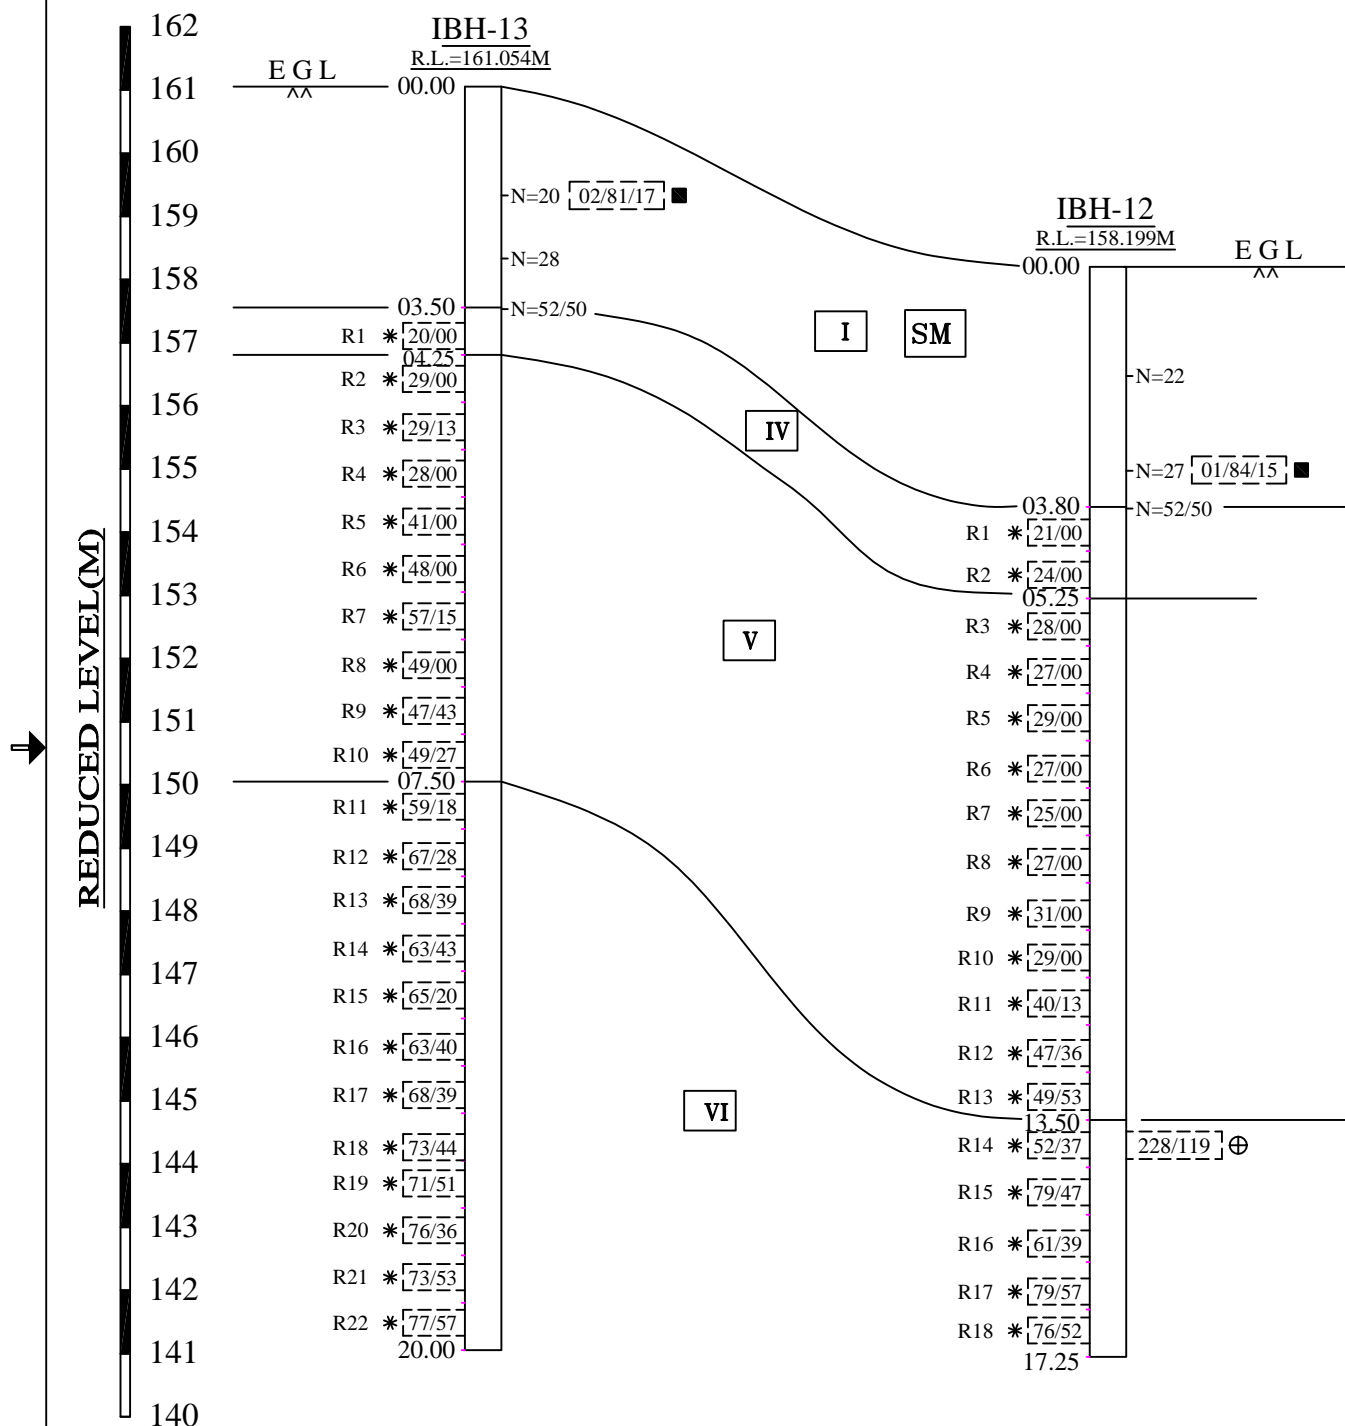 162
161
160
159
158
157
156
155
154
153
152
151
150
149
148
147
146
145
144
143
142
141
140
REDUCED LEVEL(M)
IBH-13
R.L.=161.054M
E G L
00.00
N=20 02/81/17
N=28
03.50 N=52/50
R1 20/00
04.25
R2 29/00
R3 29/13
R4 28/00
R5 41/00
R6 48/00
R7 57/15
R8 49/00
R9 47/43
R10 49/27
07.50
R11 59/18
R12 67/28
R13 68/39
R14 63/43
R15 65/20
R16 63/40
R17 68/39
R18 73/44
R19 71/51
R20 76/36
R21 73/53
R22 77/57
20.00
I SM
IV
V
VI
IBH-12
R.L.=158.199M
E G L
00.00
N=22
N=27 01/84/15
03.80 N=52/50
R1 21/00
R2 24/00
05.25
R3 28/00
R4 27/00
R5 29/00
R6 27/00
R7 25/00
R8 27/00
R9 31/00
R10 29/00
R11 40/13
R12 47/36
R13 49/53
13.50
R14 52/37 228/119
R15 79/47
R16 61/39
R17 79/57
R18 76/52
17.25